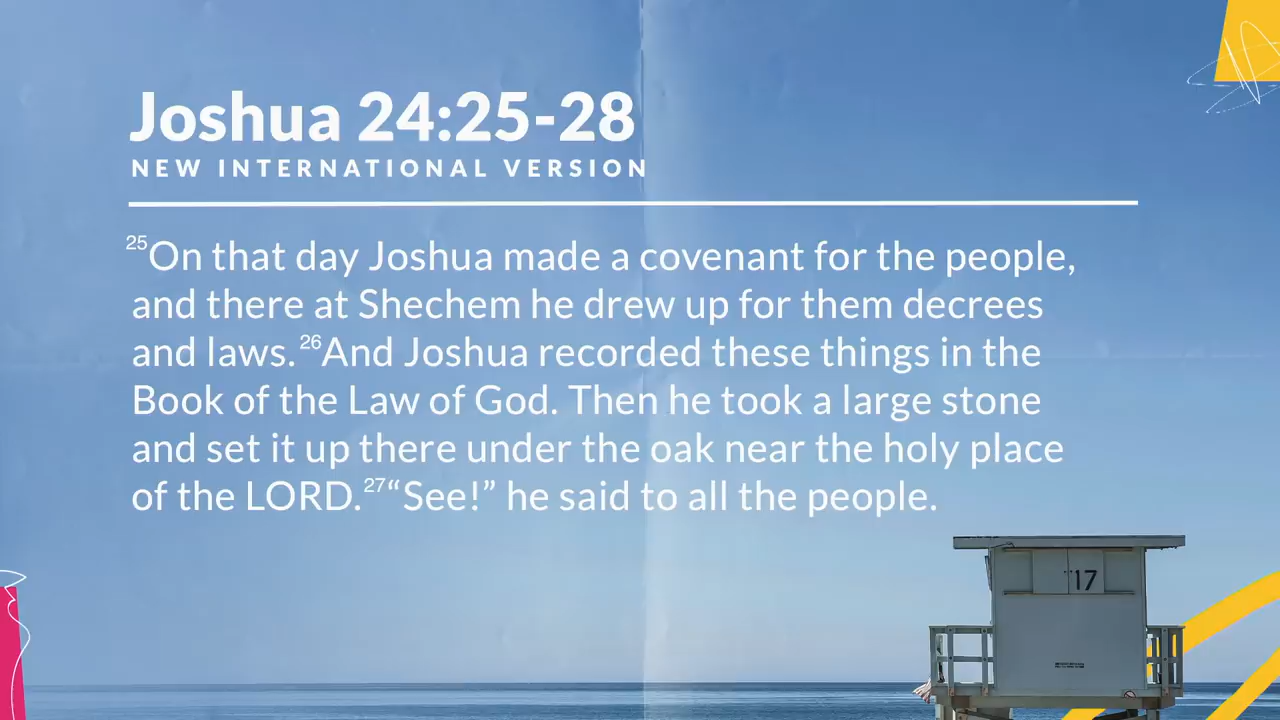 Joshua 24:25-28
NEW INTERNATIONAL VERSION
25On that day Joshua made a covenant for the people,
and there at Shechem he drew up for them decrees
and laws. 26And Joshua recorded these things in the
Book of the Law of God. Then he took a large stone
and set it up there under the oak near the holy place
of the LORD. 27“See!” he said to all the people.
17